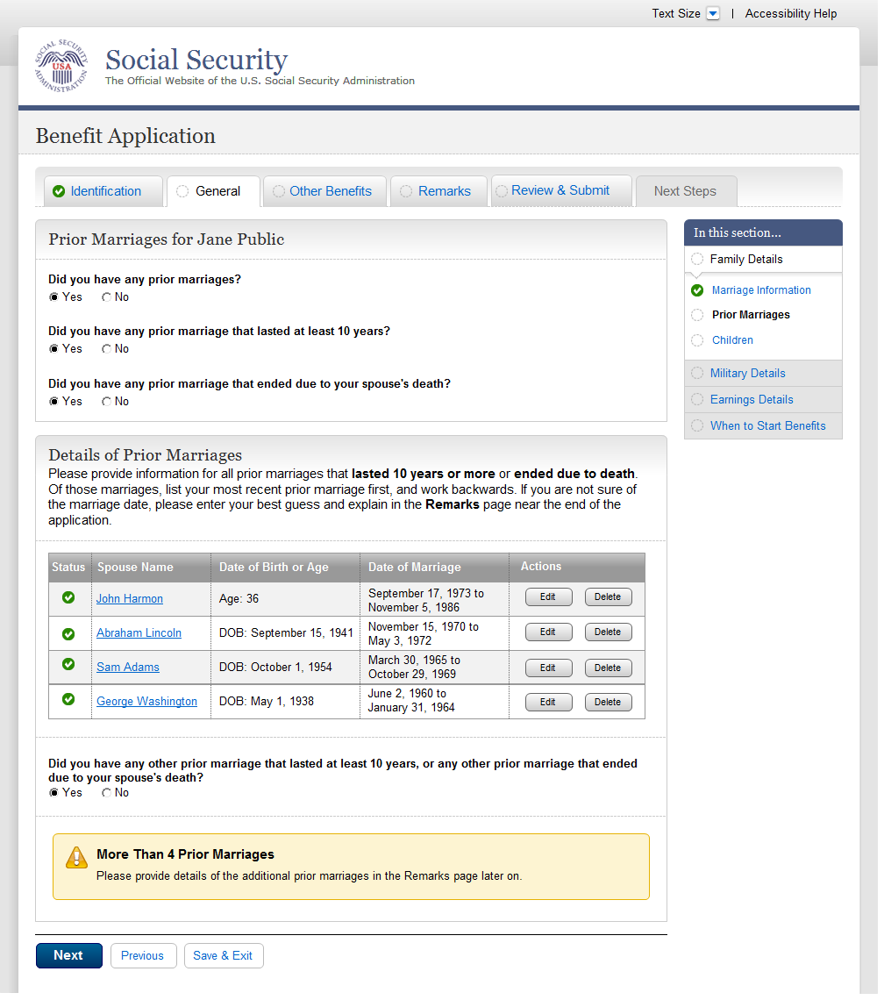 Text Size | Accessibility Help
SOCIAL SECURITY ADMINISTRATION
USA
Social Security
The Official Website of the U.S. Social Security Administration
Benefit Application
Identification General Other Benefits Remarks Review & Submit Next Steps
Prior Marriages for Jane Public
Did you have any prior marriages?
Yes No
Did you have any prior marriage that lasted at least 10 years?
Yes No
Did you have any prior marriage that ended due to your spouse's death?
Yes No
In this section...
Family Details
Marriage Information
Prior Marriages
Children
Military Details
Earnings Details
When to Start Benefits
Details of Prior Marriages
Please provide information for all prior marriages that lasted 10 years or more or ended due to death.
Of those marriages, list your most recent prior marriage first, and work backwards. If you are not sure of
the marriage date, please enter your best guess and explain in the Remarks page near the end of the
application.
Status Spouse Name Date of Birth or Age Date of Marriage Actions
John Harmon Age: 36 September 17, 1973 to
November 5, 1986 Edit Delete
Abraham Lincoln DOB: September 15, 1941 November 15, 1970 to
May 3, 1972 Edit Delete
Sam Adams DOB: October 1, 1954 March 30, 1965 to
October 29, 1969 Edit Delete
George Washington DOB: May 1, 1938 June 2, 1960 to
January 31, 1964 Edit Delete
Did you have any other prior marriage that lasted at least 10 years, or any other prior marriage that ended
due to your spouse's death?
Yes No
More Than 4 Prior Marriages
Please provide details of the additional prior marriages in the Remarks page later on.
Next Previous Save & Exit